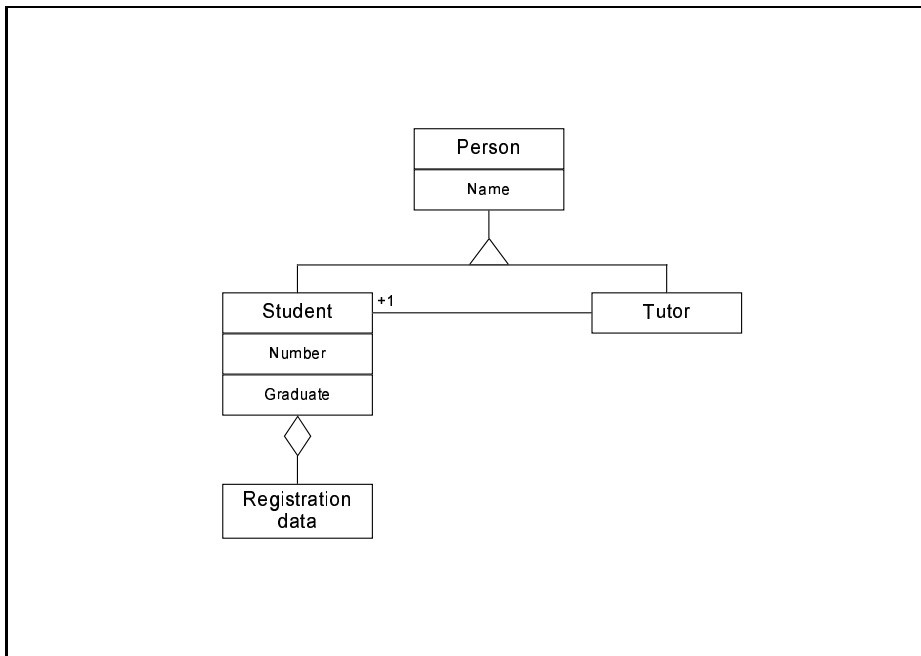 Person
Name
Student
+1
Tutor
Number
Graduate
Registration
data